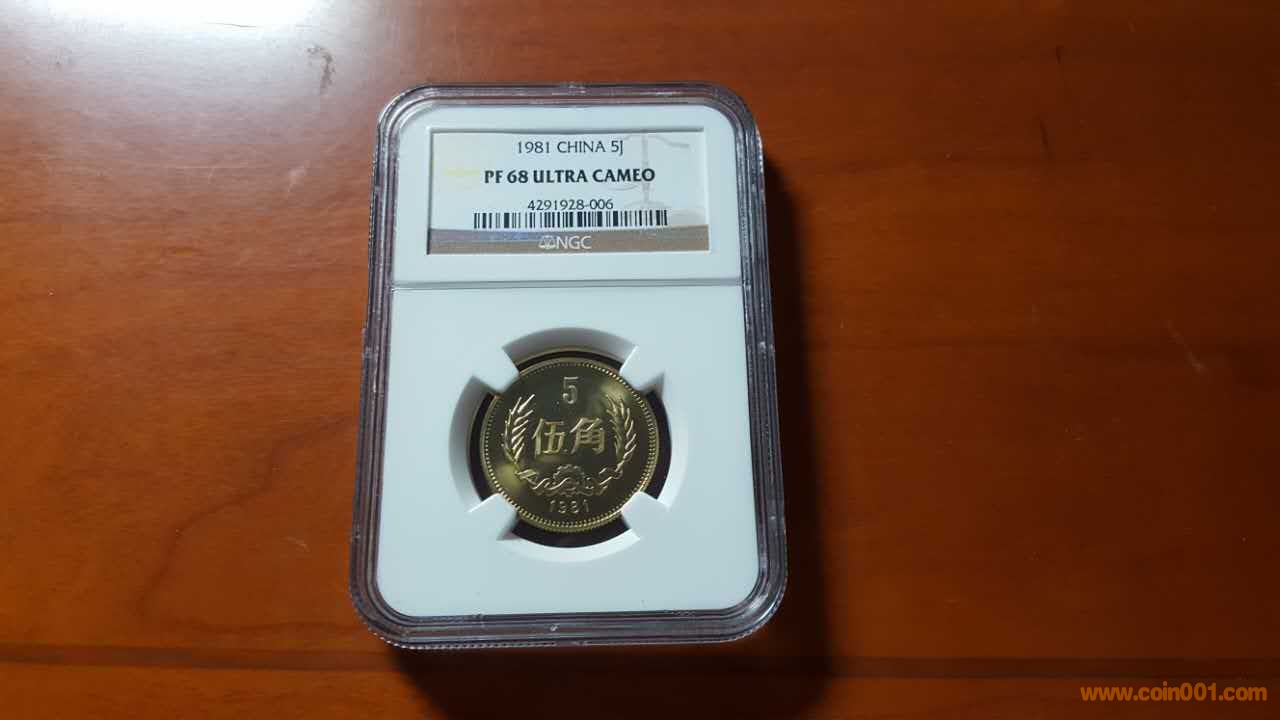 1981 CHINA 5J
PF 68 ULTRA CAMEO
4291928-006
NGC
5
伍角
1981
www.coin001.com